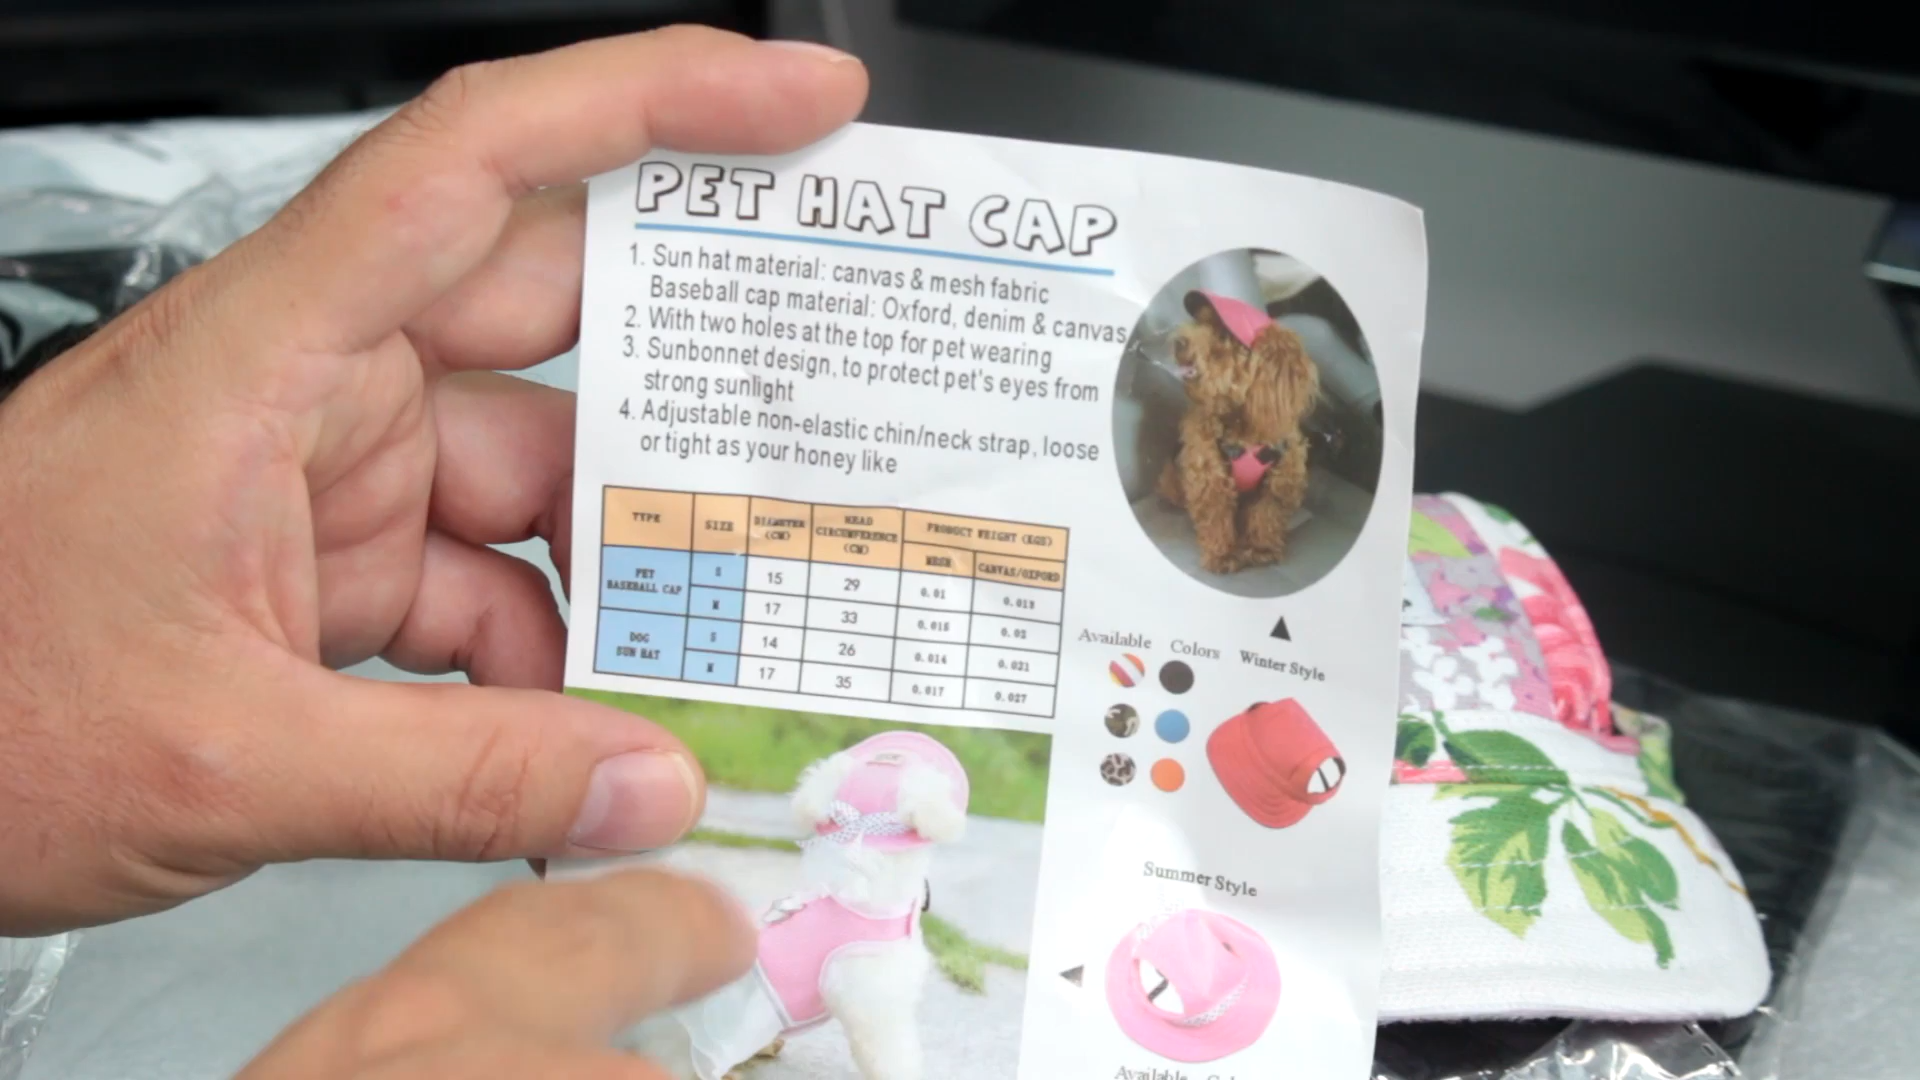 PET HAT CAP
1. Sun hat material: canvas & mesh fabric
Baseball cap material: Oxford, denim & canvas
2. With two holes at the top for pet wearing
3. Sunbonnet design, to protect pet's eyes from
strong sunlight
4. Adjustable non-elastic chin/neck strap, loose
or tight as your honey like
TYPE SIZE DIAMETER (CM) HEAD CIRCUMFERENCE (CM) PRODUCT WEIGHT (KGS)
MESH CANVAS/OXFORD
PET BASEBALL CAP S 15 29 0.01 0.013
M 17 33 0.015 0.02
DOG SUN HAT S 14 26 0.014 0.021
M 17 35 0.017 0.027
Available Colors
Winter Style
Summer Style
Available